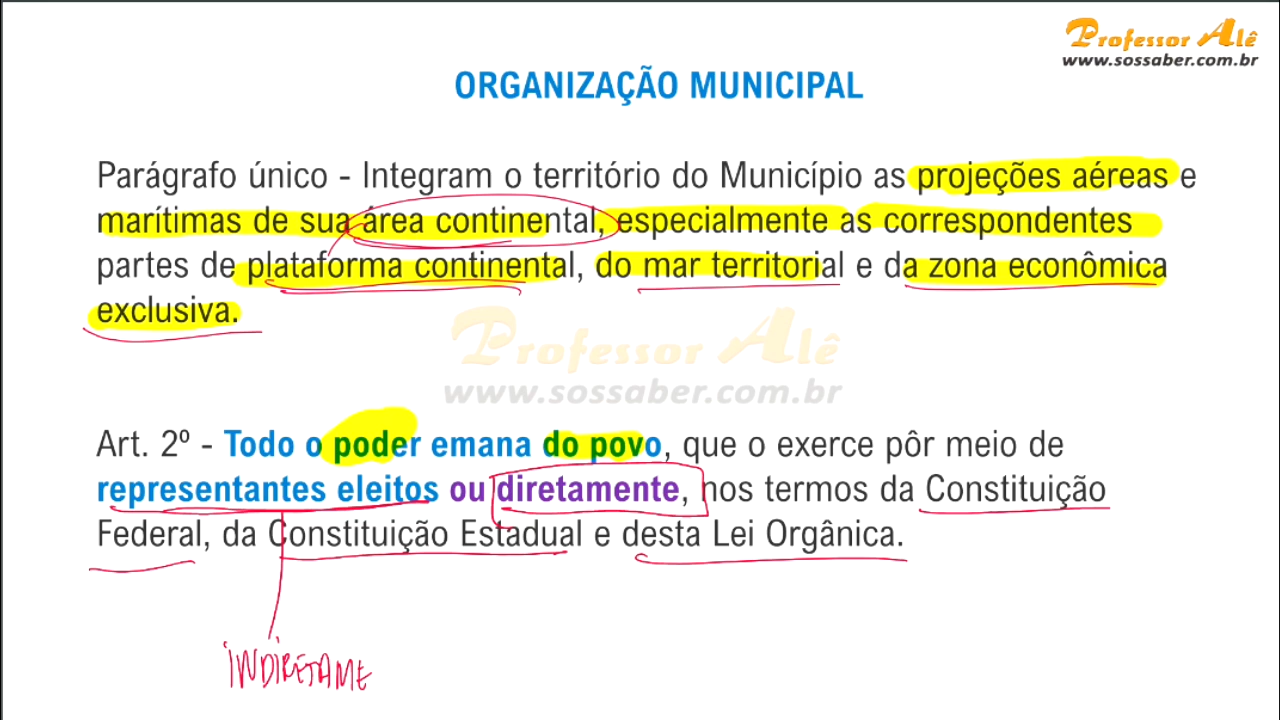 Professor Alê
www.sossaber.com.br
ORGANIZAÇÃO MUNICIPAL
Parágrafo único - Integram o território do Município as projeções aéreas e
marítimas de sua área continental, especialmente as correspondentes
partes de plataforma continental, do mar territorial e da zona econômica
exclusiva.
Professor Alê
www.sossaber.com.br
Art. 2º - Todo o poder emana do povo, que o exerce pôr meio de
representantes eleitos ou diretamente, nos termos da Constituição
Federal, da Constituição Estadual e desta Lei Orgânica.
INDIRETAME